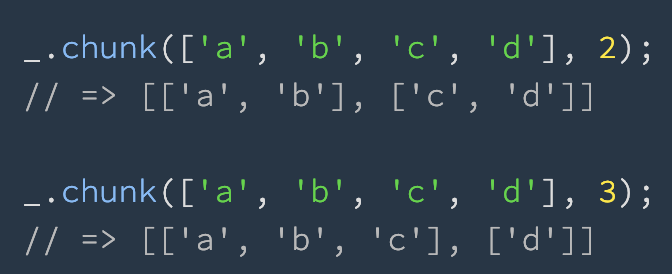 _.chunk(['a', 'b', 'c', 'd'], 2);
// => [['a', 'b'], ['c', 'd']]
_.chunk(['a', 'b', 'c', 'd'], 3);
// => [['a', 'b', 'c'], ['d']]